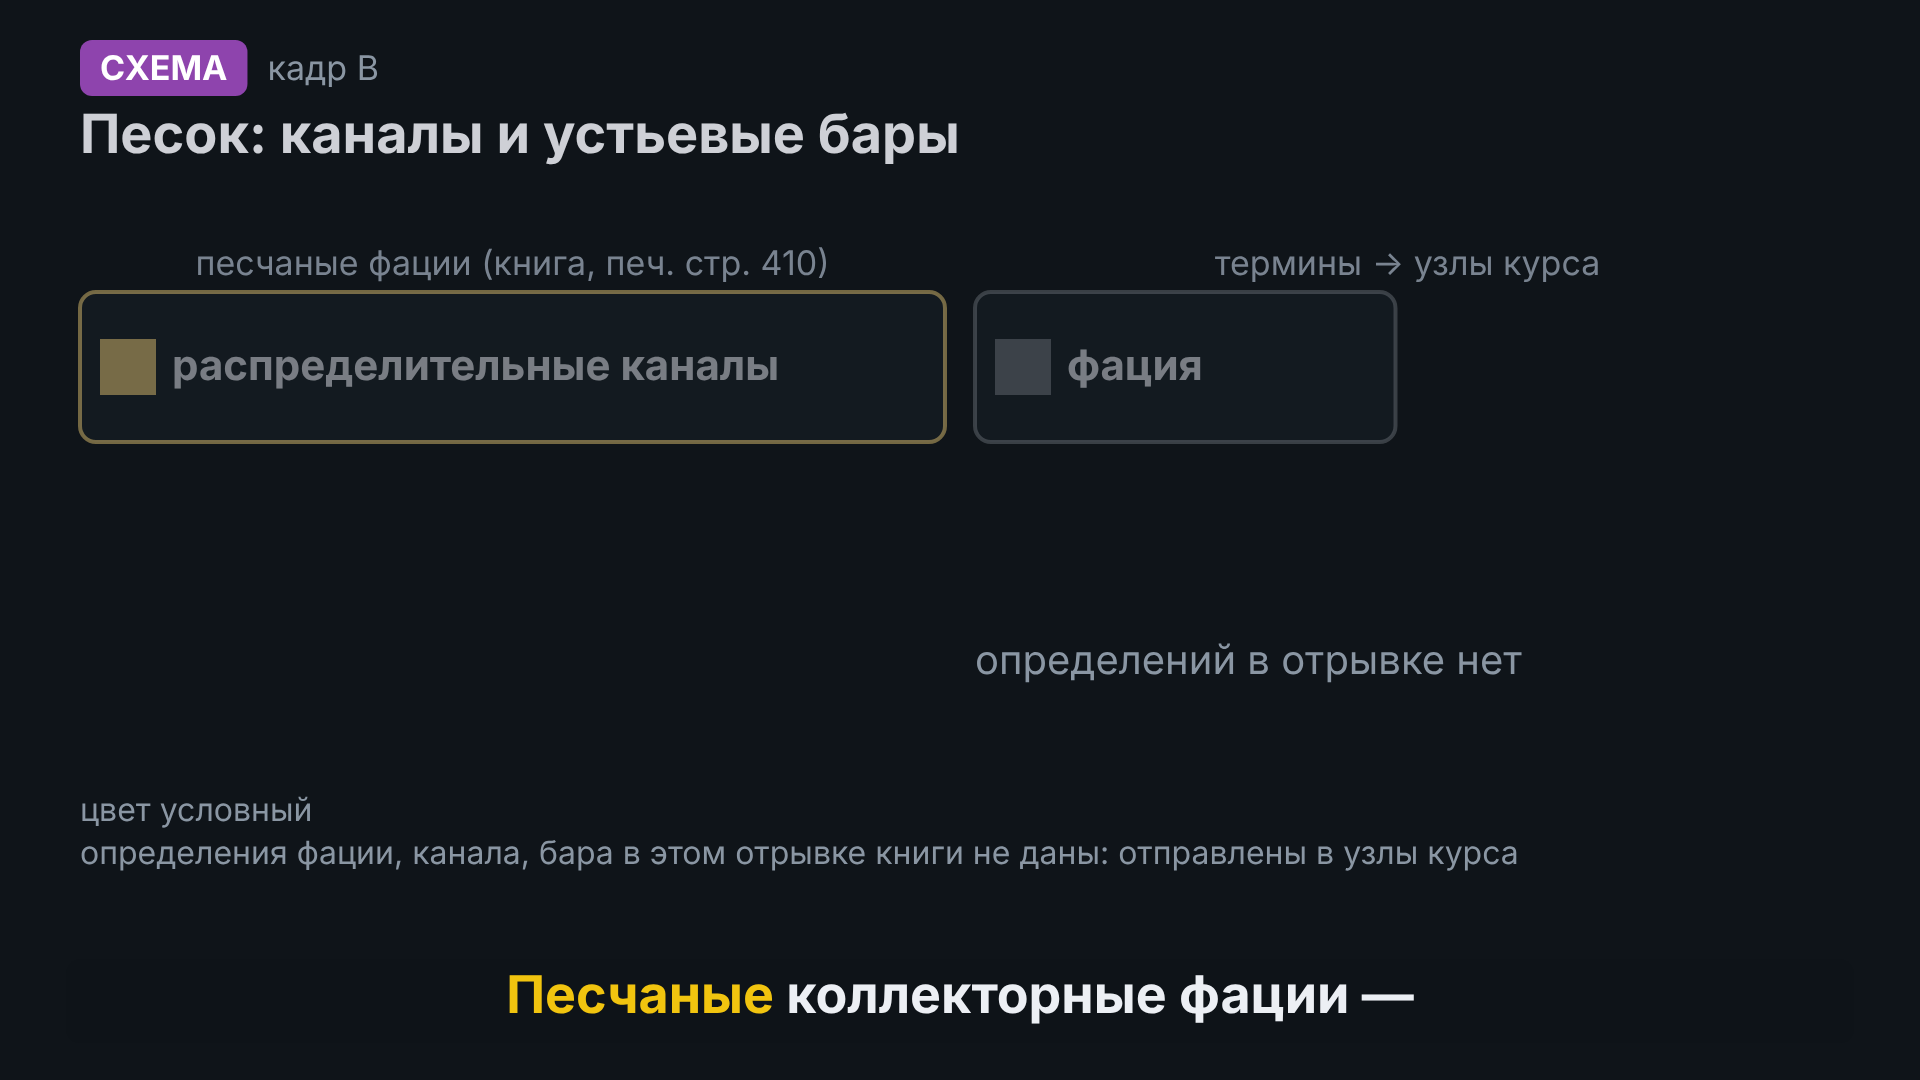 СХЕМА кадр B
Песок: каналы и устьевые бары
песчаные фации (книга, печ. стр. 410)
термины → узлы курса
распределительные каналы
фация
определений в отрывке нет
цвет условный
определения фации, канала, бара в этом отрывке книги не даны: отправлены в узлы курса
Песчаные коллекторные фации —